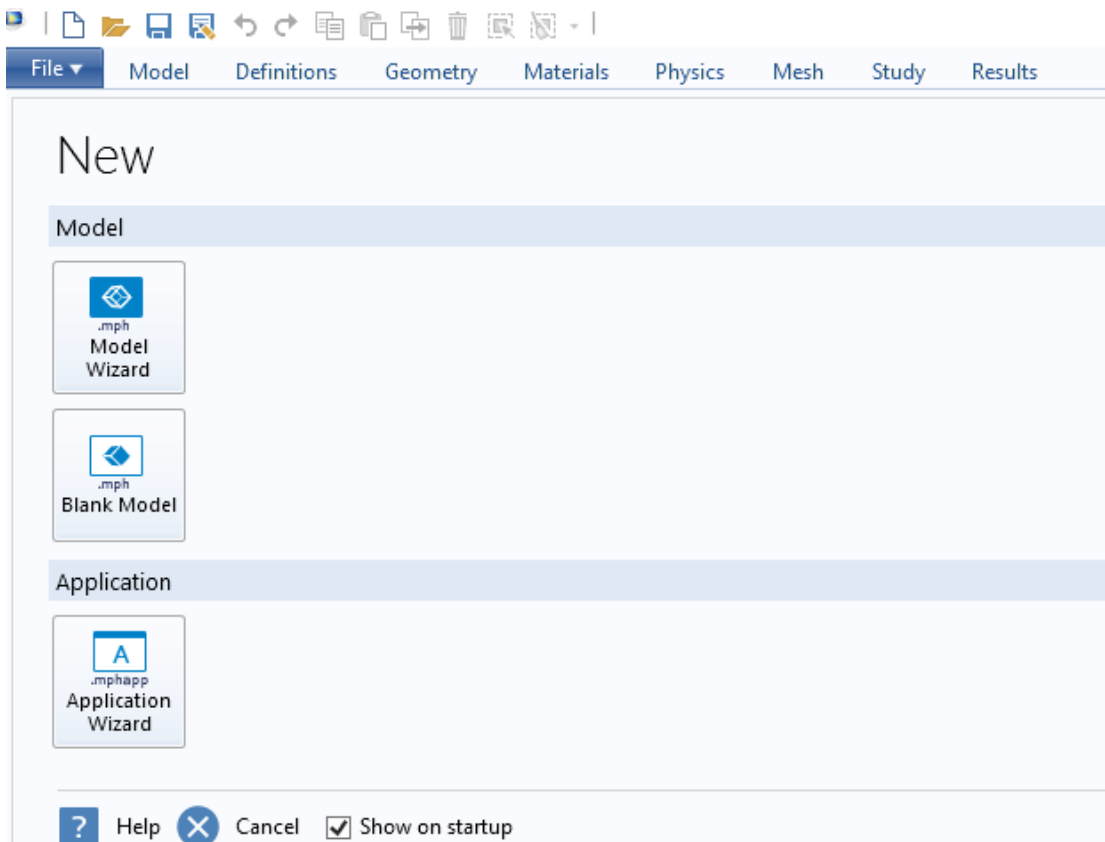 File Model Definitions Geometry Materials Physics Mesh Study Results
New
Model
.mph
Model
Wizard
.mph
Blank Model
Application
A
.mphapp
Application
Wizard
? Help Cancel Show on startup